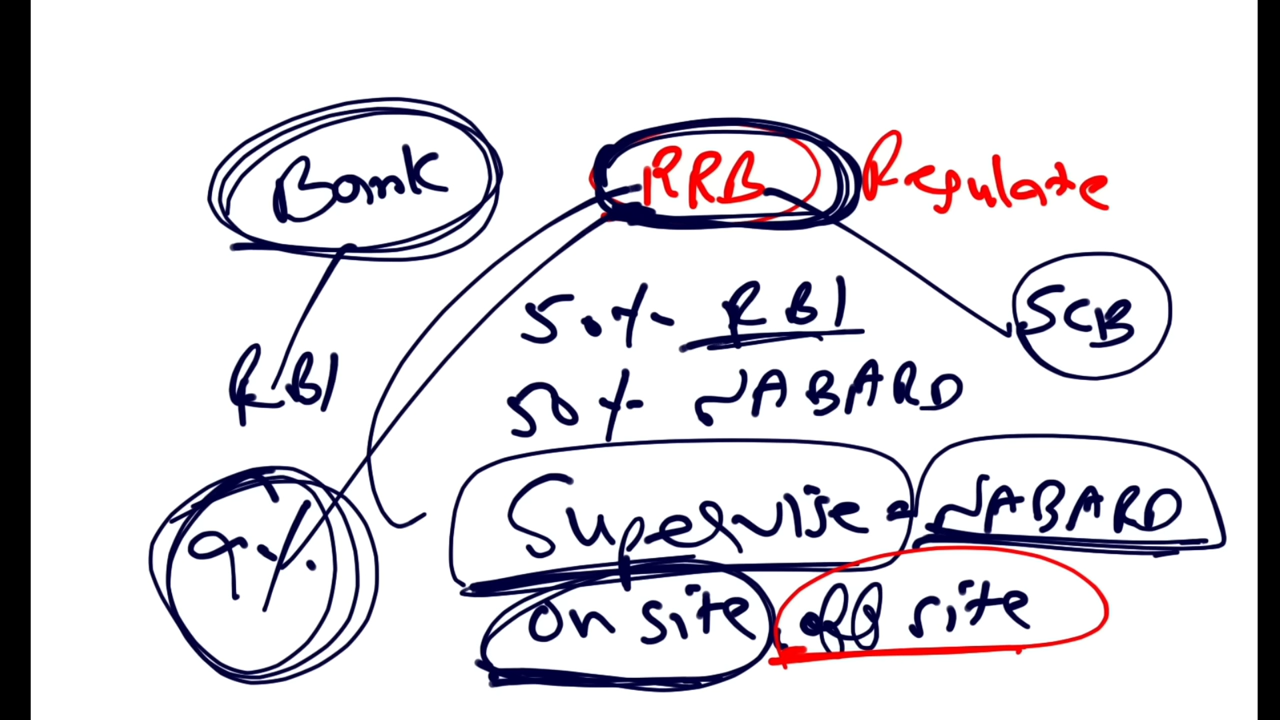 Bank RRB Regulate
50% RBI SCB
RBI 50% NABARD
9% Supervise - NABARD
on site, off site